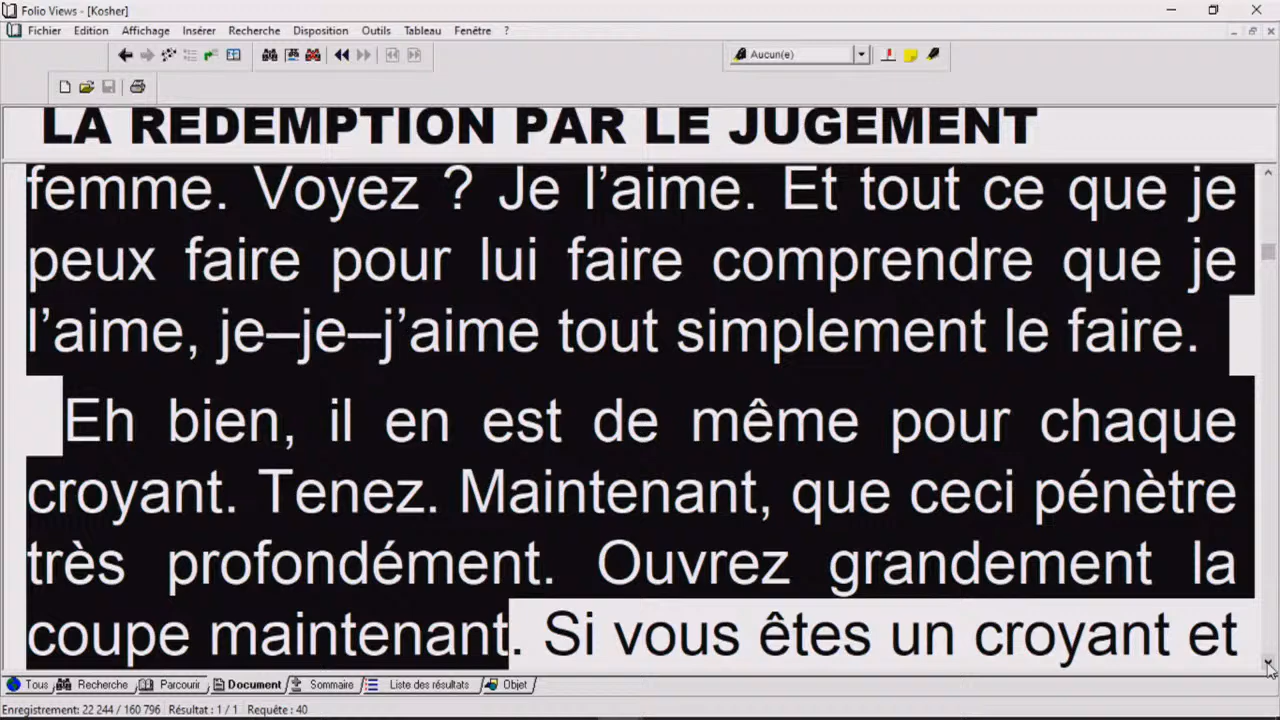 Folio Views - [Kosher]
Fichier Edition Affichage Insérer Recherche Disposition Outils Tableau Fenêtre ?
Aucun(e)
LA REDEMPTION PAR LE JUGEMENT
femme. Voyez ? Je l’aime. Et tout ce que je
peux faire pour lui faire comprendre que je
l’aime, je–je–j’aime tout simplement le faire.
Eh bien, il en est de même pour chaque
croyant. Tenez. Maintenant, que ceci pénètre
très profondément. Ouvrez grandement la
coupe maintenant. Si vous êtes un croyant et
Tous Recherche Parcourir Document Sommaire Liste des résultats Objet
Enregistrement: 22 244 / 160 796 Résultat : 1 / 1 Requête : 40